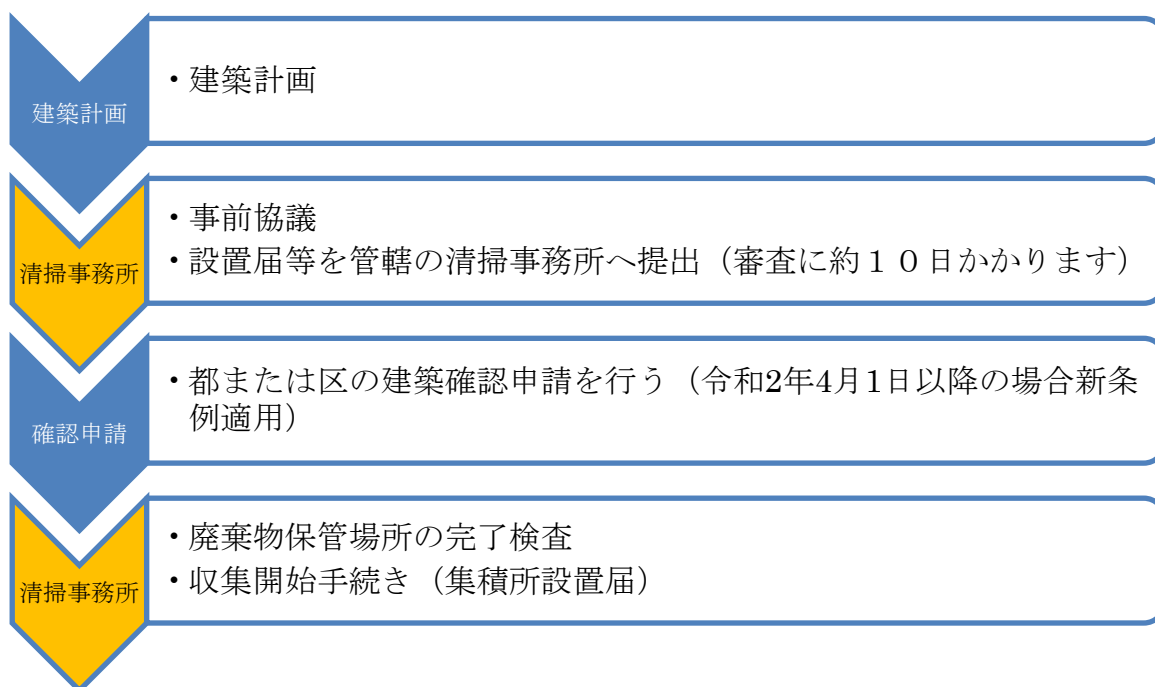 建築計画
・建築計画
清掃事務所
・事前協議
・設置届等を管轄の清掃事務所へ提出（審査に約１０日かかります）
確認申請
・都または区の建築確認申請を行う（令和2年4月1日以降の場合新条
例適用）
清掃事務所
・廃棄物保管場所の完了検査
・収集開始手続き（集積所設置届）